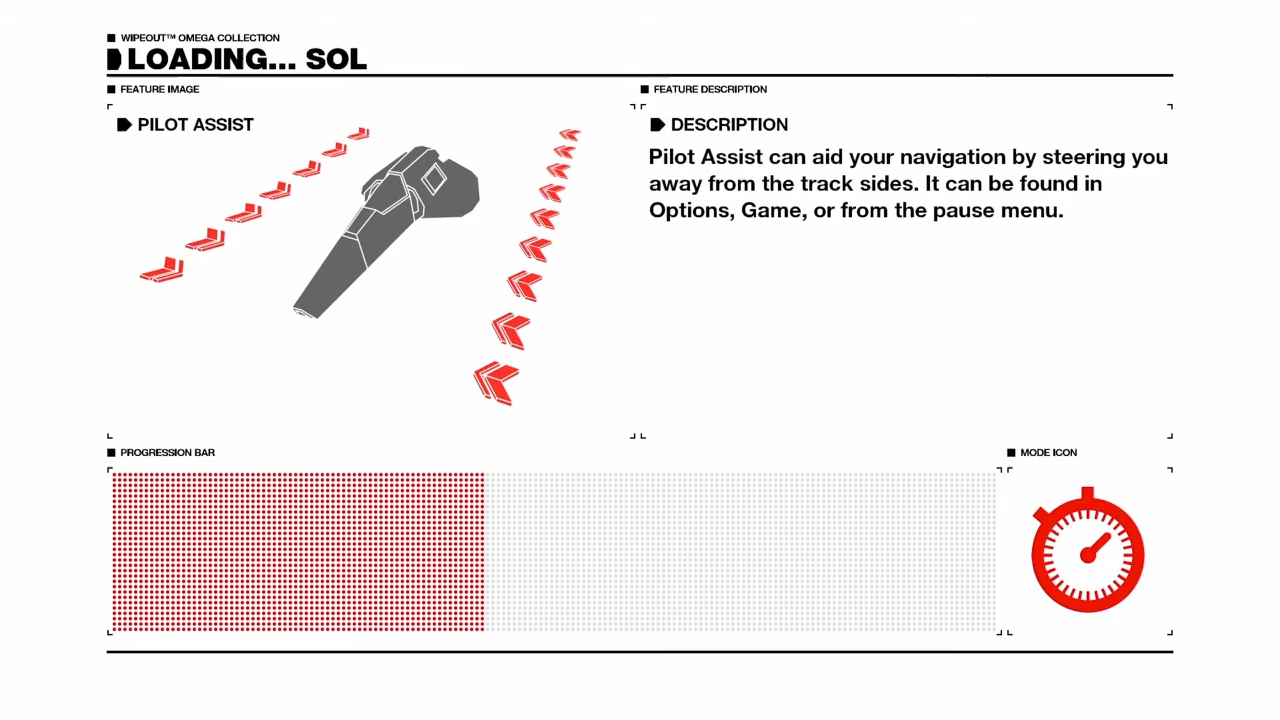 WIPEOUT™ OMEGA COLLECTION
LOADING... SOL
FEATURE IMAGE
PILOT ASSIST
FEATURE DESCRIPTION
DESCRIPTION
Pilot Assist can aid your navigation by steering you
away from the track sides. It can be found in
Options, Game, or from the pause menu.
PROGRESSION BAR
MODE ICON